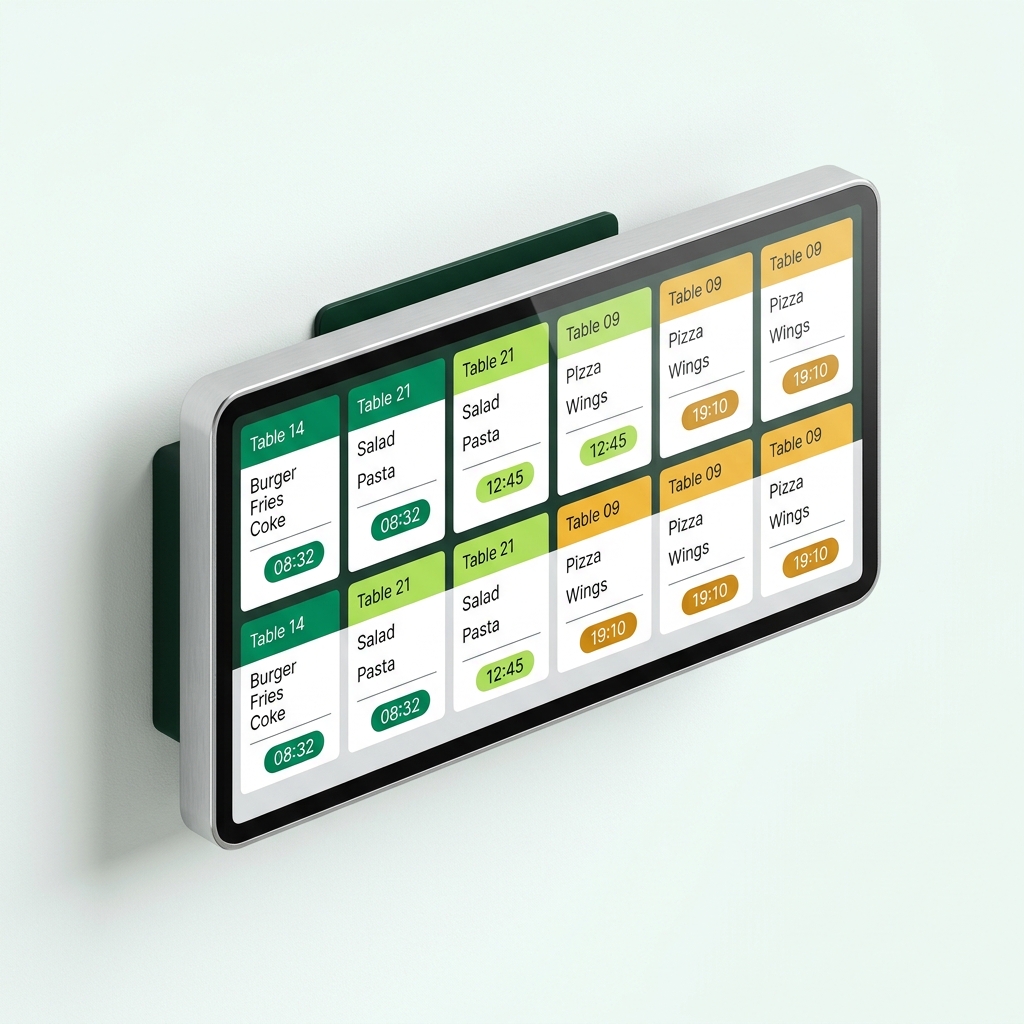 Table 14
Burger
Fries
Coke
08:32
Table 21
Salad
Pasta
08:32
Table 21
Salad
Pasta
12:45
Table 09
PIzza
Wings
12:45
Table 09
Pizza
Wings
19:10
Table 09
Pizza
Wings
19:10
Table 14
Burger
Fries
Coke
08:32
Table 21
Salad
Pasta
08:32
Table 21
Salad
Pasta
12:45
Table 09
Pizza
Wings
19:10
Table 09
Pizza
Wings
19:10
Table 09
Pizza
Wings
19:10